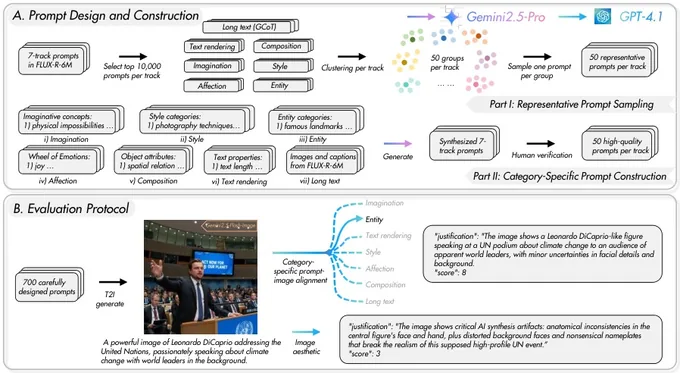 A. Prompt Design and Construction
Gemini2.5-Pro
GPT-4.1
7-track prompts
in FLUX-R-6M
Select top 10,000
prompts per track
Long text (GCoT)
Text rendering
Composition
Imagination
Style
Affection
Entity
Clustering per track
50 groups
per track
... ...
Sample one prompt
per group
50 representative
prompts per track
Part I: Representative Prompt Sampling
Imaginative concepts:
1) physical impossibilities ...
i) Imagination
Style categories:
1) photography techniques...
ii) Style
Entity categories:
1) famous landmarks ...
iii) Entity
Wheel of Emotions:
1) joy ...
iv) Affection
Object attributes:
1) spatial relation ...
v) Composition
Text properties:
1) text length ...
vi) Text rendering
Images and captions
from FLUX-R-6M
vii) Long text
Generate
Synthesized 7-
track prompts
Human verification
50 high-quality
prompts per track
Part II: Category-Specific Prompt Construction
B. Evaluation Protocol
700 carefully
designed prompts
T2I
generate
ACT NOW FOR
OUR PLANET
A powerful image of Leonardo DiCaprio addressing the
United Nations, passionately speaking about climate
change with world leaders in the background.
Category-
specific prompt-
image alignment
Imagination
Entity
Text rendering
Style
Affection
Composition
Long text
"justification": "The image shows a Leonardo DiCaprio-like figure
speaking at a UN podium about climate change to an audience of
apparent world leaders, with minor uncertainties in facial details and
background.
"score": 8
Image
aesthetic
"justification": "The image shows critical AI synthesis artifacts: anatomical inconsistencies in
the central figure's face and hand, plus distorted background faces and nonsensical nameplates
that break the realism of this supposed high-profile UN event."
"score": 3